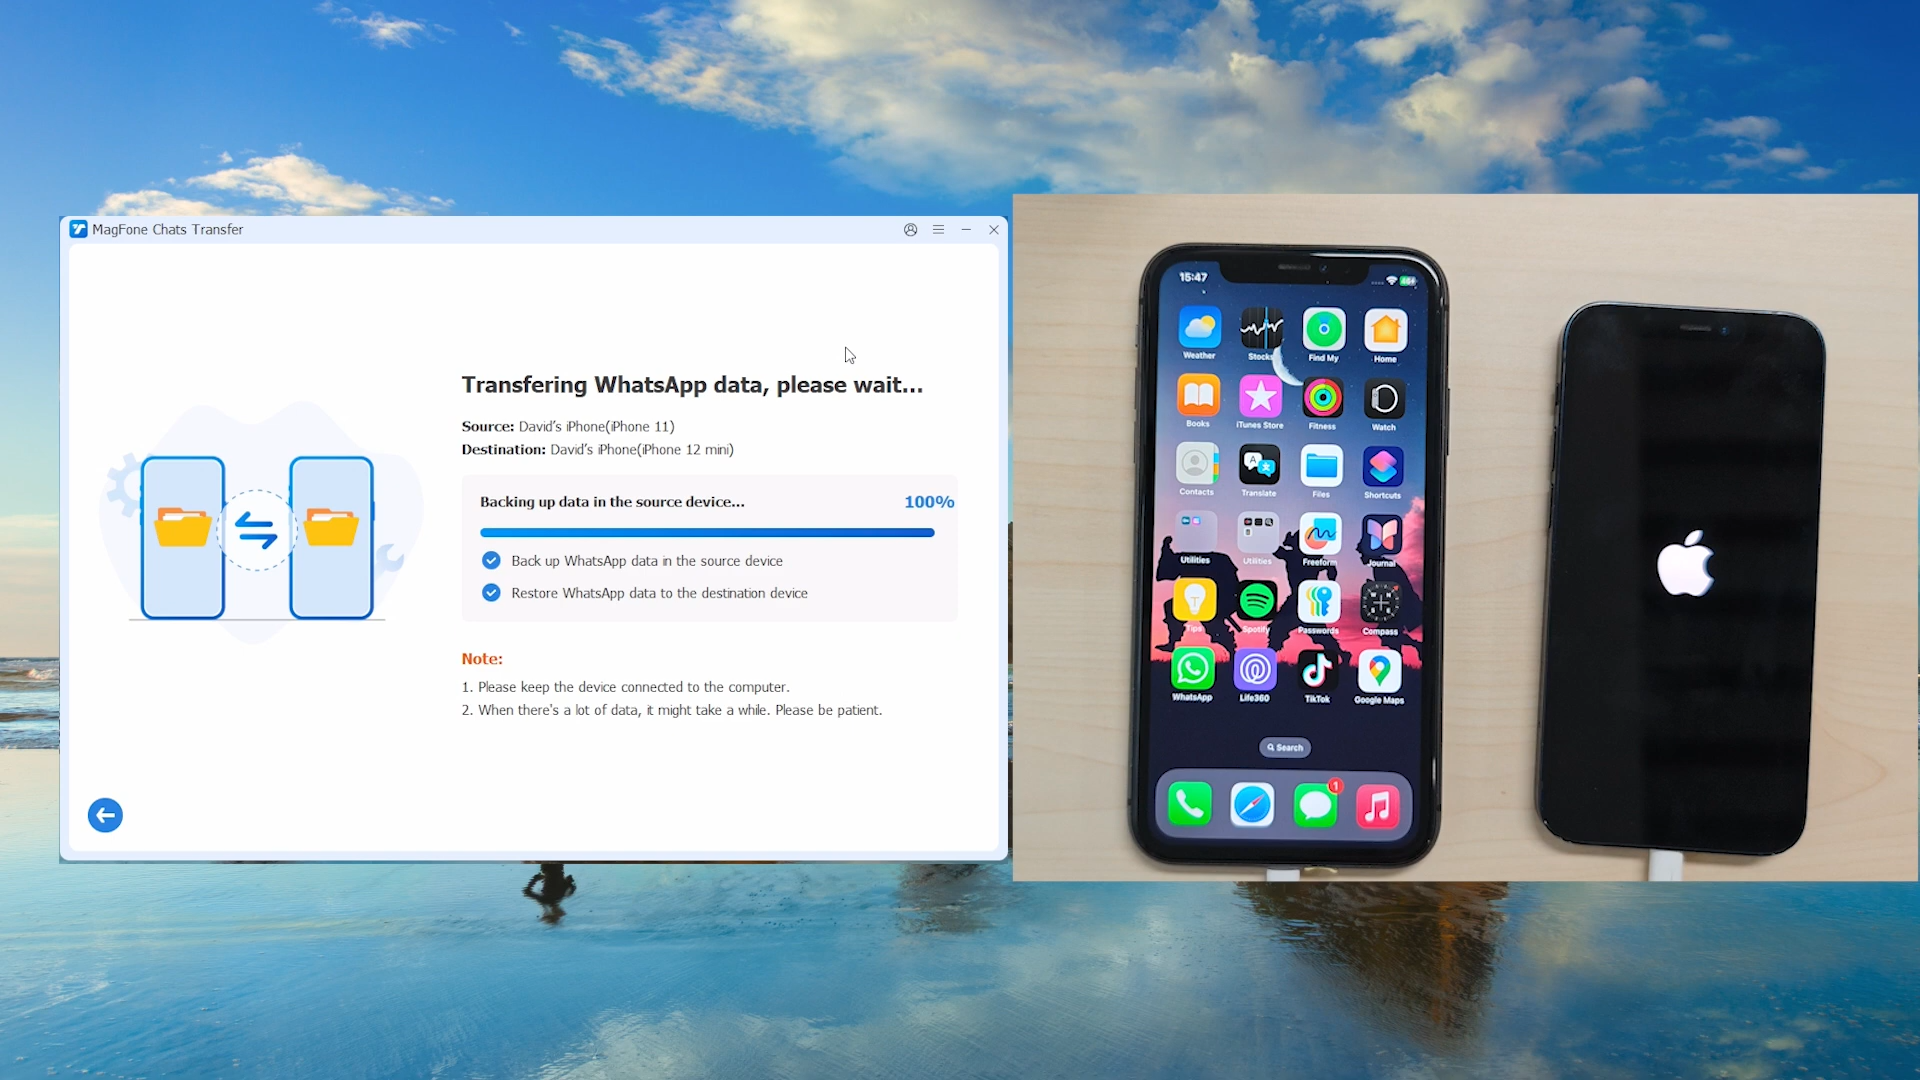 MagFone Chats Transfer
Transfering WhatsApp data, please wait...
Source: David's iPhone(iPhone 11)
Destination: David's iPhone(iPhone 12 mini)
Backing up data in the source device... 100%
Back up WhatsApp data in the source device
Restore WhatsApp data to the destination device
Note:
1. Please keep the device connected to the computer.
2. When there's a lot of data, it might take a while. Please be patient.
15:47
Weather Stocks Find My Home
Books iTunes Store Fitness Watch
Contacts Translate Files Shortcuts
Utilities Utilities Freeform Journal
Tips Spotify Passwords Compass
WhatsApp Life360 TikTok Google Maps
Search
1